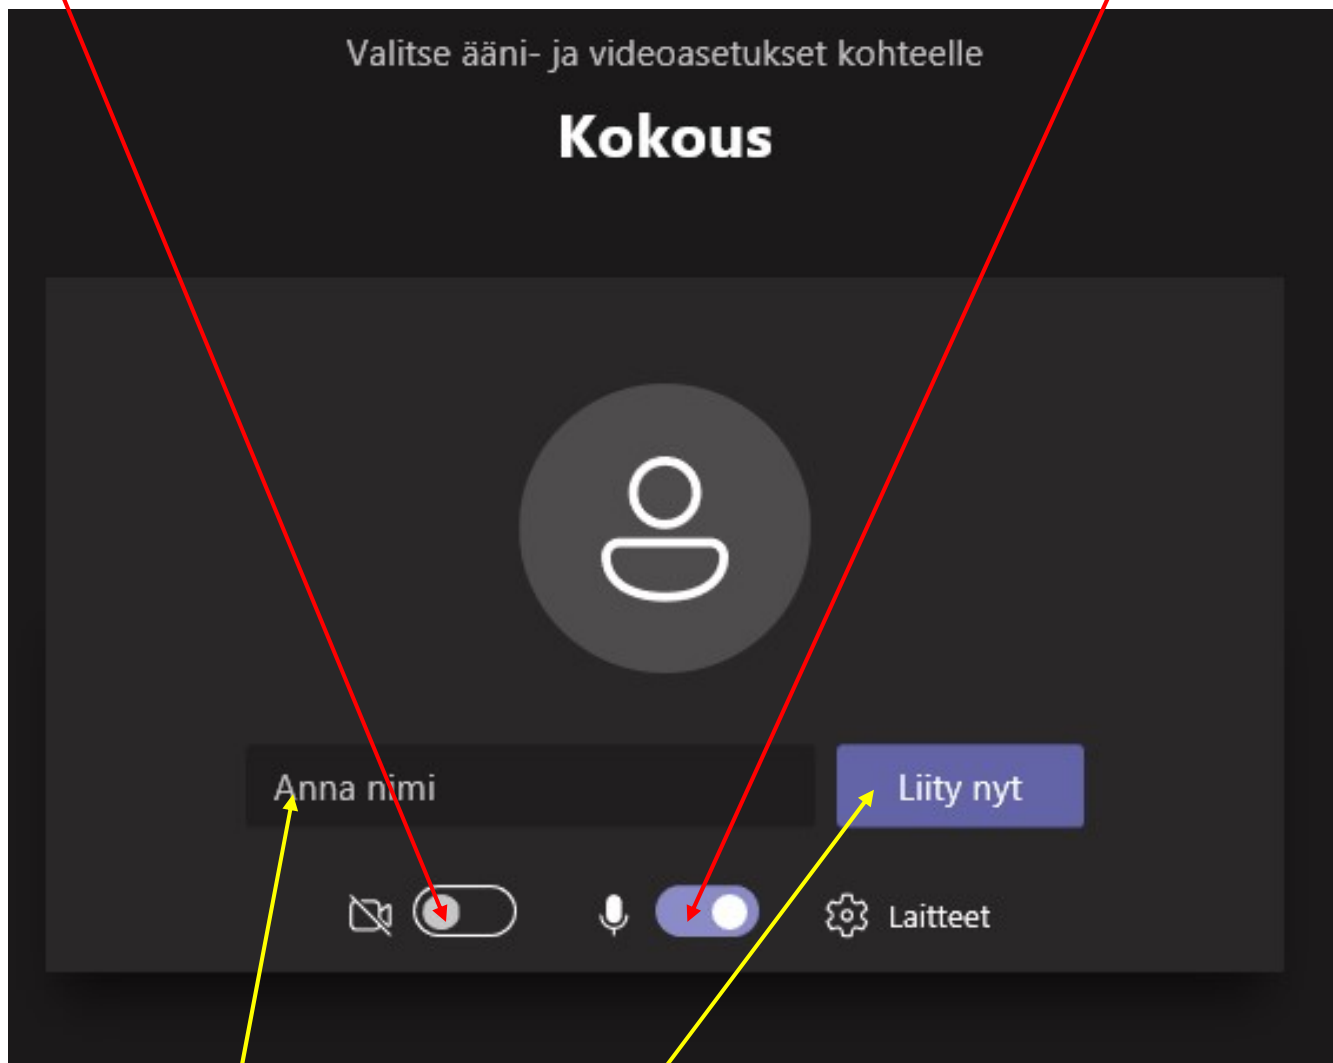 Valitse ääni- ja videoasetukset kohteelle
Kokous
Anna nimi
Liity nyt
Laitteet